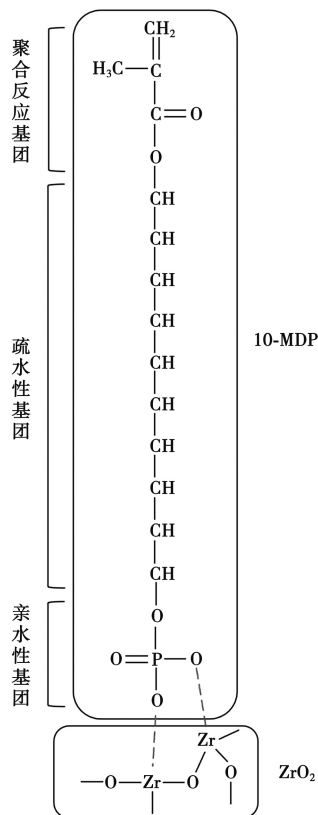 聚合反应基团
疏水性基团
亲水性基团
CH₂
H₃C—C
C=O
O
CH
CH
CH
CH
CH
CH
CH
CH
CH
CH
O
O=P—O
O
10-MDP
Zr
—O—Zr—O
O
ZrO₂